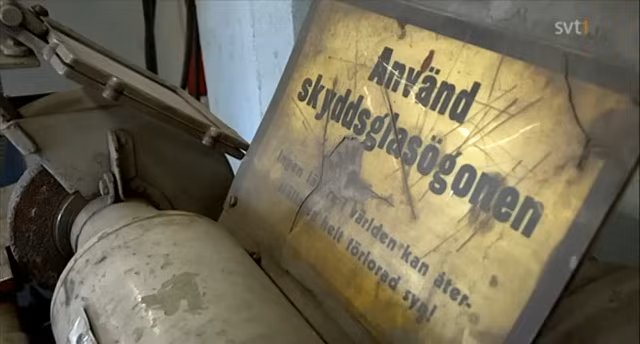 svt1
Använd
skyddsglasögonen
Ingen världen kan åter-
helt förlorad syn!